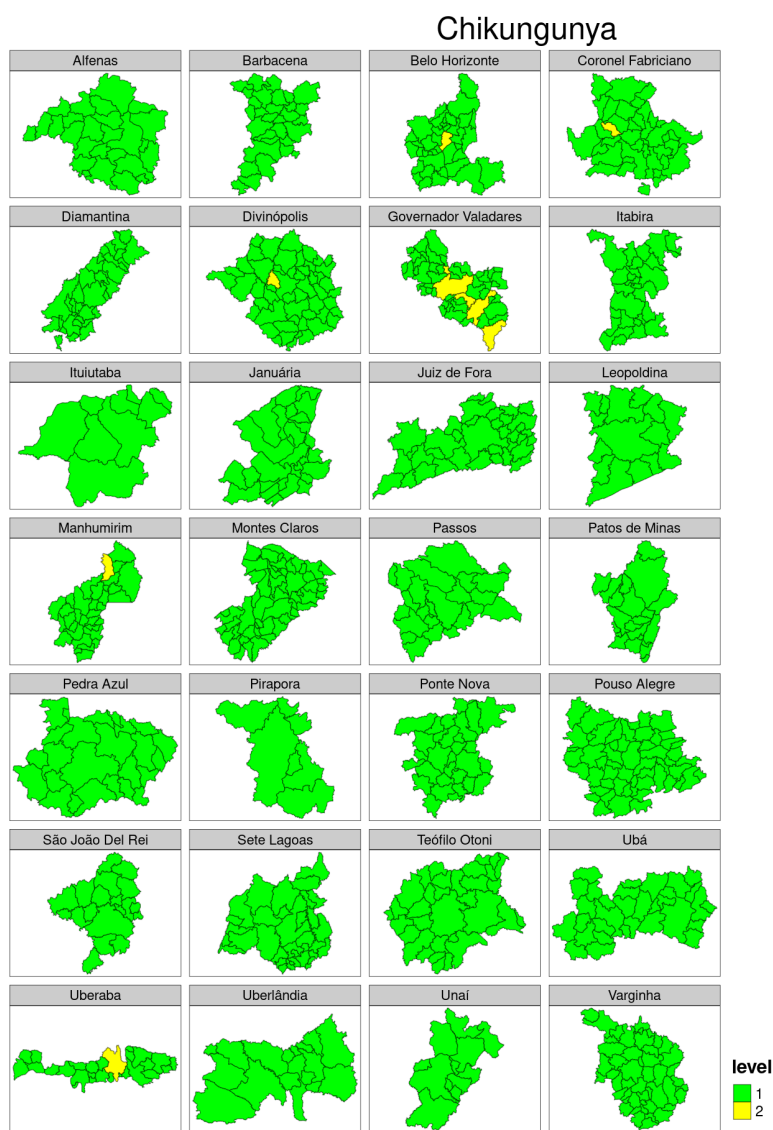 Chikungunya
Alfenas
Barbacena
Belo Horizonte
Coronel Fabriciano
Diamantina
Divinópolis
Governador Valadares
Itabira
Ituiutaba
Januária
Juiz de Fora
Leopoldina
Manhumirim
Montes Claros
Passos
Patos de Minas
Pedra Azul
Pirapora
Ponte Nova
Pouso Alegre
São João Del Rei
Sete Lagoas
Teófilo Otoni
Ubá
Uberaba
Uberlândia
Unaí
Varginha
level
1
2